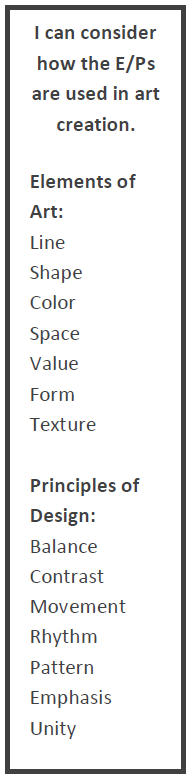 I can consider
how the E/Ps
are used in art
creation.
Elements of
Art:
Line
Shape
Color
Space
Value
Form
Texture
Principles of
Design:
Balance
Contrast
Movement
Rhythm
Pattern
Emphasis
Unity